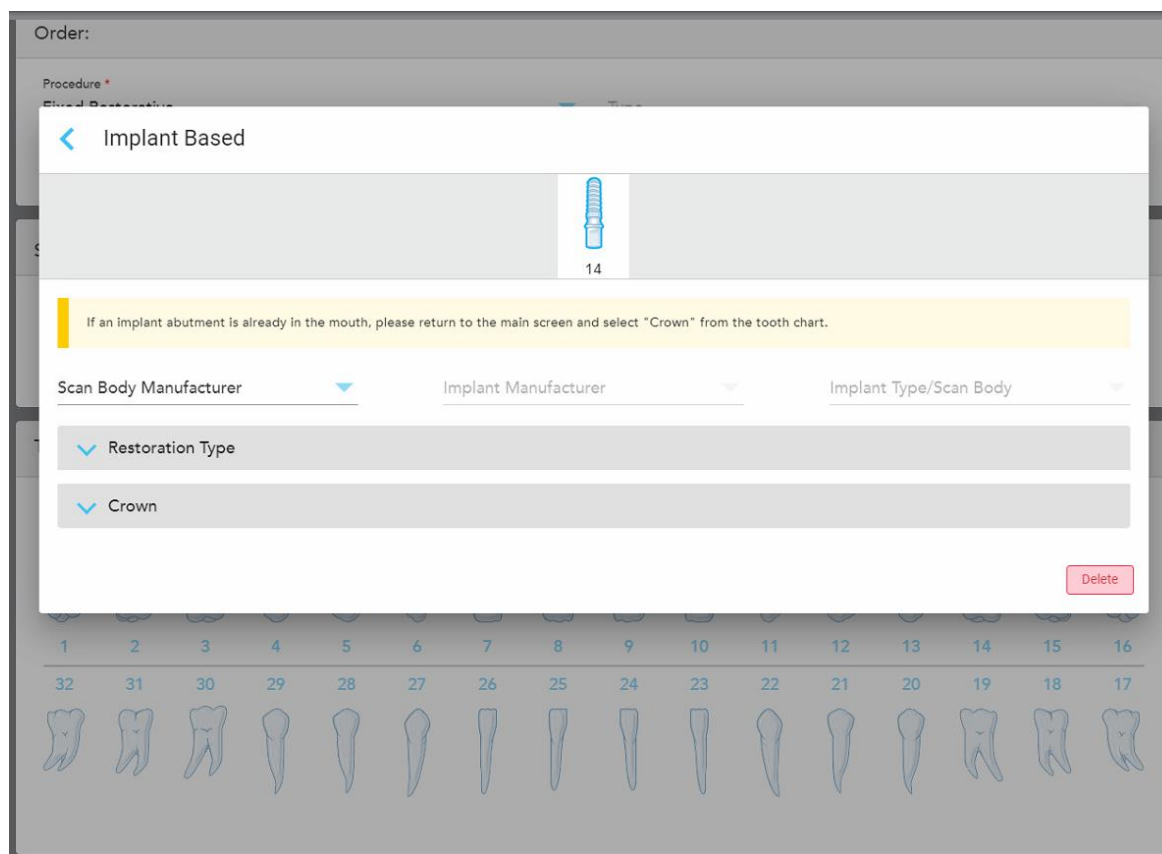 Order:
Procedure *
Fixed Restorative
Type
Implant Based
14
If an implant abutment is already in the mouth, please return to the main screen and select "Crown" from the tooth chart.
Scan Body Manufacturer Implant Manufacturer Implant Type/Scan Body
Restoration Type
Crown
Delete
1 2 3 4 5 6 7 8 9 10 11 12 13 14 15 16
32 31 30 29 28 27 26 25 24 23 22 21 20 19 18 17